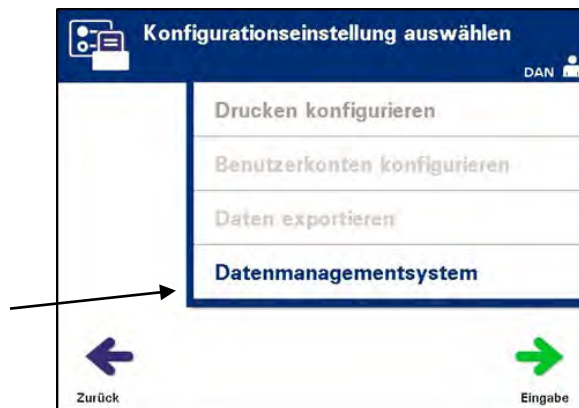 Konfigurationseinstellung auswählen
DAN
Drucken konfigurieren
Benutzerkonten konfigurieren
Daten exportieren
Datenmanagementsystem
Zurück
Eingabe